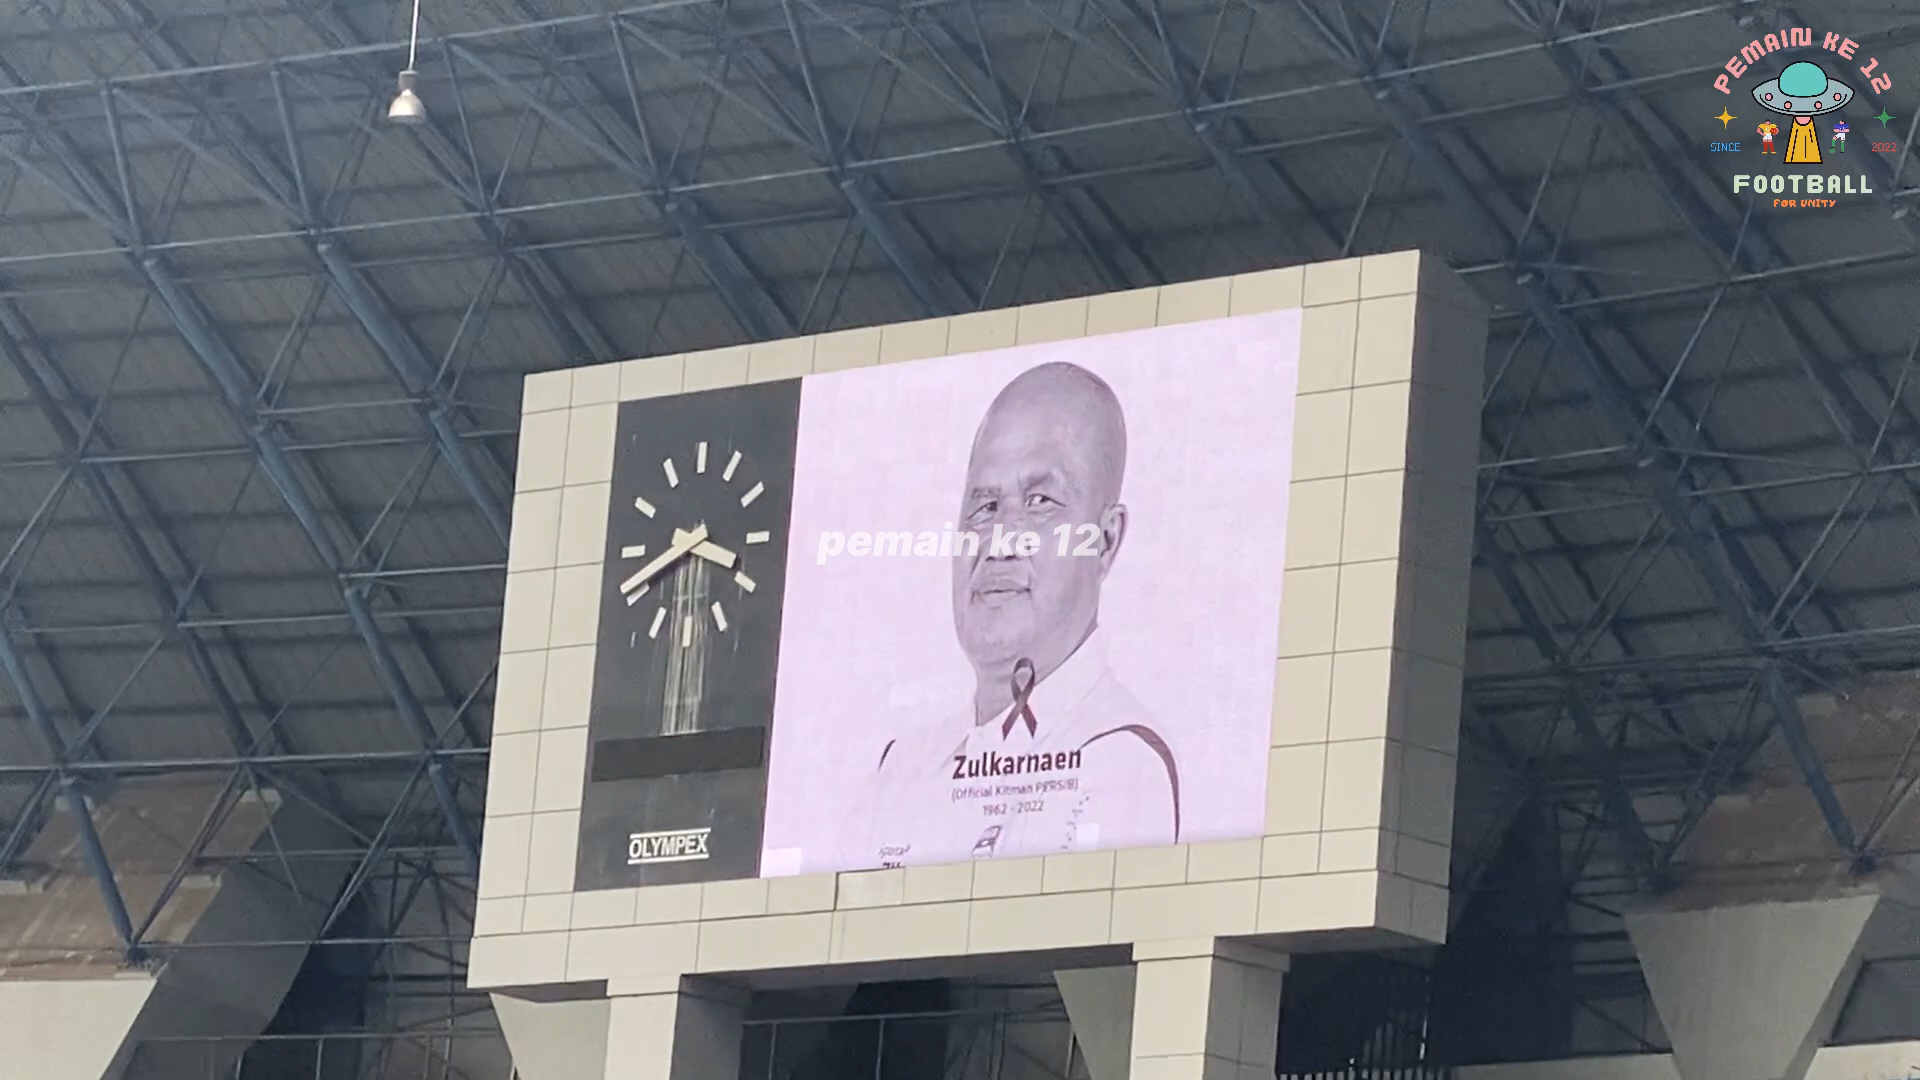 PEMAIN KE 12
SINCE 2022
FOOTBALL
FOR UNITY
pemain ke 12
Zulkarnaen
(Official Kitman PERSIB)
1962 - 2022
OLYMPEX